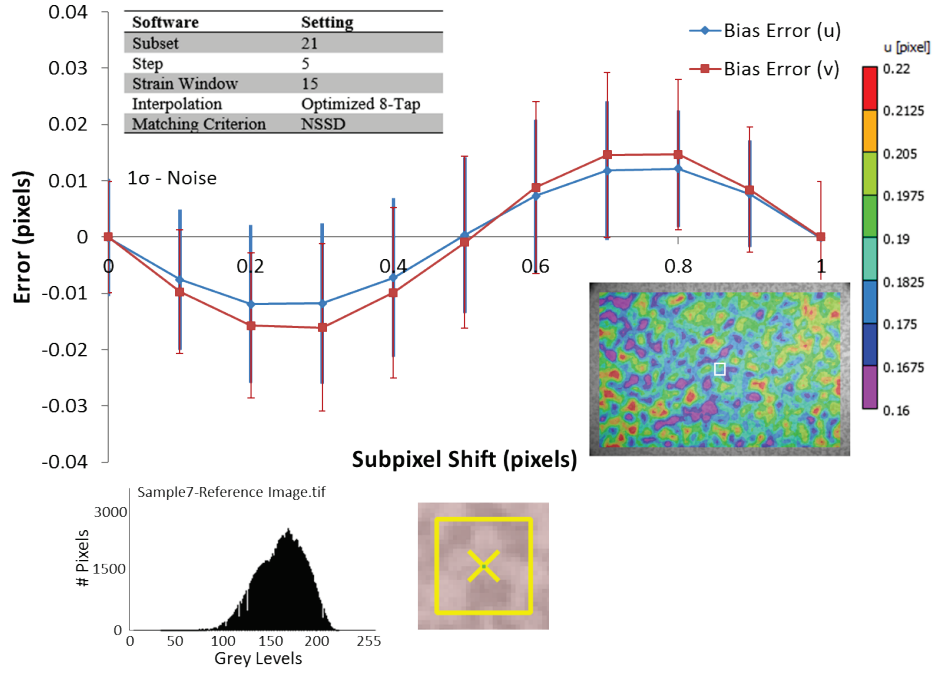 0.04
0.03
0.02
0.01
0
-0.01
-0.02
-0.03
-0.04
Error (pixels)
Software Setting
Subset 21
Step 5
Strain Window 15
Interpolation Optimized 8-Tap
Matching Criterion NSSD
1σ - Noise
Bias Error (u)
Bias Error (v)
0 0.2 0.4 0.6 0.8 1
Subpixel Shift (pixels)
u [pixel]
0.22
0.2125
0.205
0.1975
0.19
0.1825
0.175
0.1675
0.16
Sample7-Reference Image.tif
3000
1500
0
# Pixels
0 50 100 150 200 255
Grey Levels